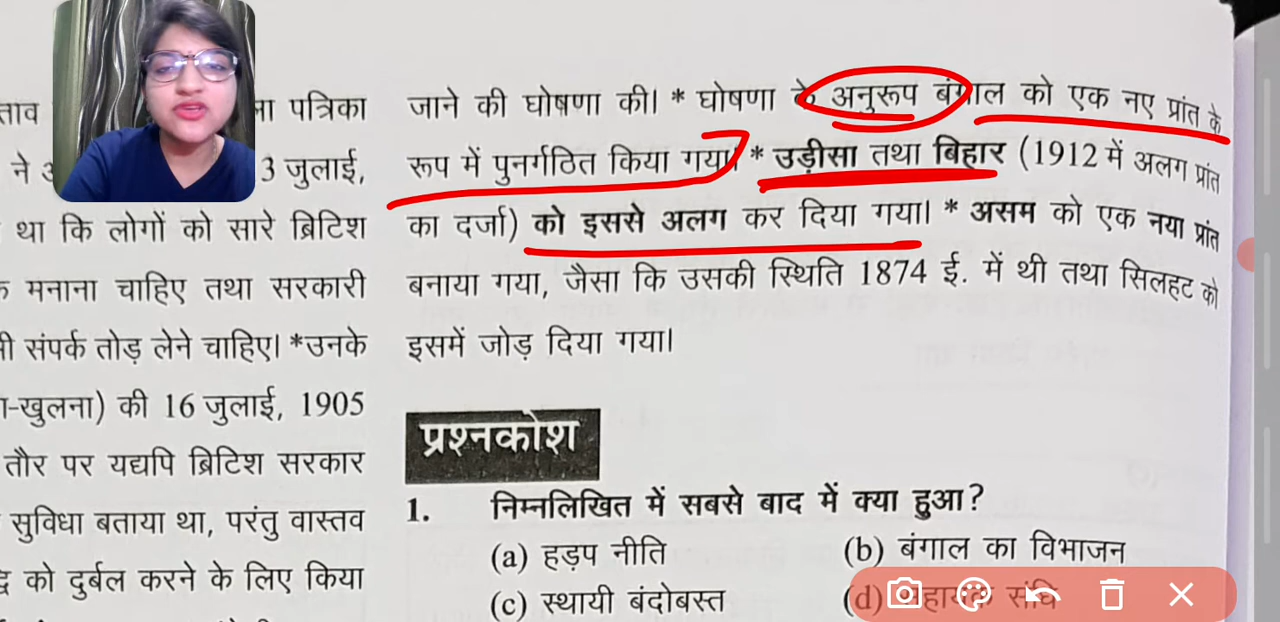 ताव
ला पत्रिका
ने
3 जुलाई,
था कि लोगों को सारे ब्रिटिश
मनाना चाहिए तथा सरकारी
संपर्क तोड़ लेने चाहिए। *उनके
-खुलना) की 16 जुलाई, 1905
तौर पर यद्यपि ब्रिटिश सरकार
सुविधा बताया था, परंतु वास्तव
को दुर्बल करने के लिए किया
जाने की घोषणा की। * घोषणा के अनुरूप बंगाल को एक नए प्रांत के
रूप में पुनर्गठित किया गया। * उड़ीसा तथा बिहार (1912 में अलग प्रांत
का दर्जा) को इससे अलग कर दिया गया। * असम को एक नया प्रांत
बनाया गया, जैसा कि उसकी स्थिति 1874 ई. में थी तथा सिलहट को
इसमें जोड़ दिया गया।
प्रश्नकोश
1. निम्नलिखित में सबसे बाद में क्या हुआ?
(a) हड़प नीति (b) बंगाल का विभाजन
(c) स्थायी बंदोबस्त (d) सहायक संधि